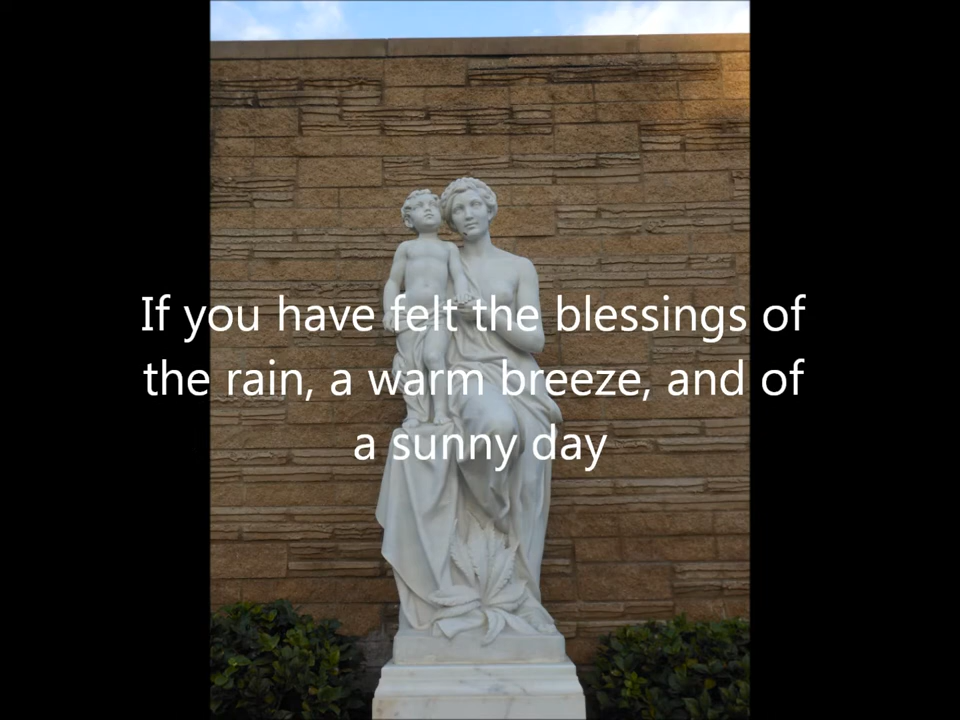 If you have felt the blessings of
the rain, a warm breeze, and of
a sunny day